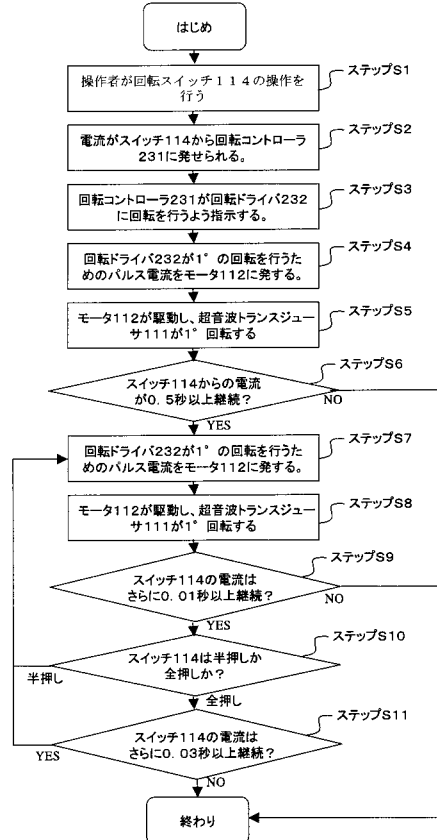 はじめ
操作者が回転スイッチ114の操作を
行う
ステップS1
電流がスイッチ114から回転コントローラ
231に発せられる。
ステップS2
回転コントローラ231が回転ドライバ232
に回転を行うよう指示する。
ステップS3
回転ドライバ232が1°の回転を行うた
めのパルス電流をモータ112に発する。
ステップS4
モータ112が駆動し、超音波トランスジュー
サ111が1°回転する
ステップS5
スイッチ114からの電流
が0.5秒以上継続?
ステップS6
NO
YES
回転ドライバ232が1°の回転を行うた
めのパルス電流をモータ112に発する。
ステップS7
モータ112が駆動し、超音波トランスジュー
サ111が1°回転する
ステップS8
スイッチ114の電流は
さらに0.01秒以上継続?
ステップS9
NO
YES
スイッチ114は半押しか
全押しか?
ステップS10
半押し
全押し
スイッチ114の電流は
さらに0.03秒以上継続?
ステップS11
YES
NO
終わり